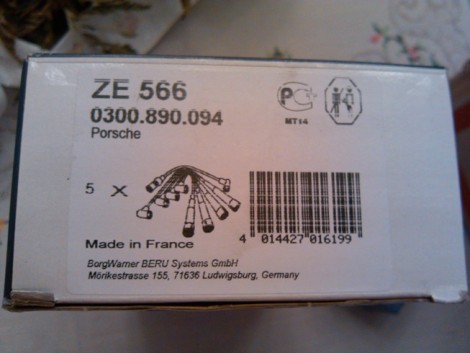 ZE 566
0300.890.094
Porsche
MT14
5 X
Made in France
4 014427 016199
BorgWarner BERU Systems GmbH
Mörikestrasse 155, 71636 Ludwigsburg, Germany